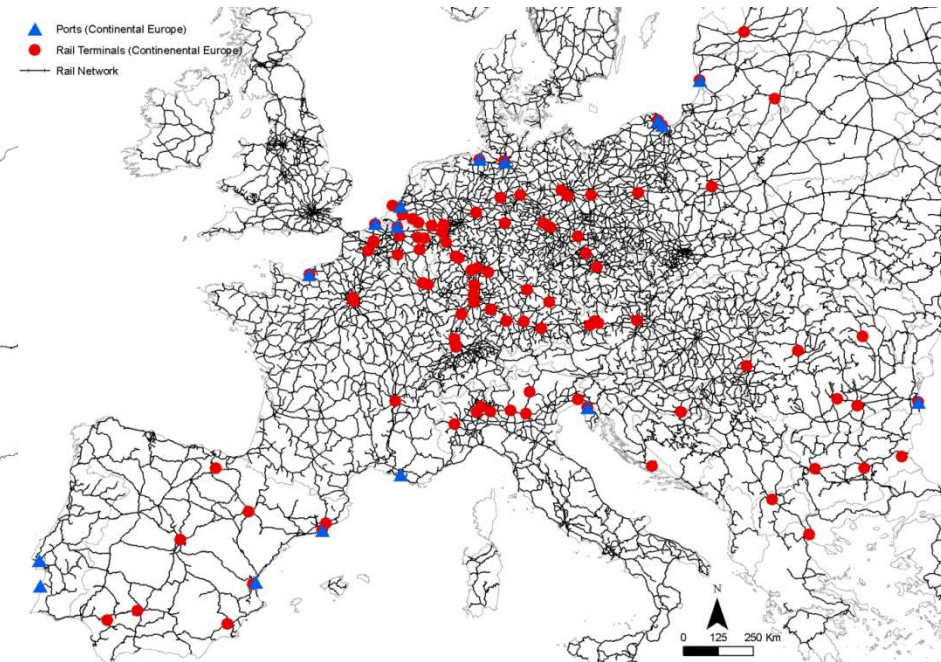 Ports (Continental Europe)
Rail Terminals (Continenental Europe)
Rail Network
N
0 125 250 Km